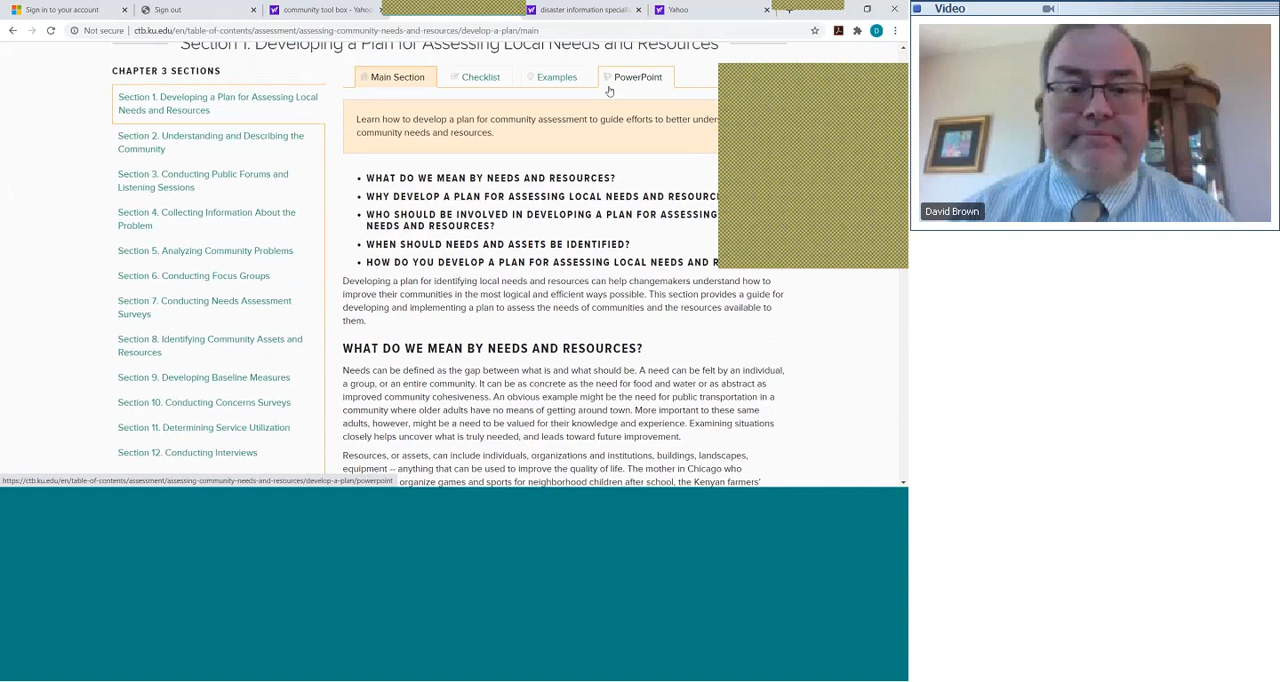 Sign in to your account
Sign out
community tool box - Yahoo
disaster information speciali
Yahoo
Not secure
ctb.ku.edu/en/table-of-contents/assessment/assessing-community-needs-and-resources/develop-a-plan/main
Section 1. Developing a Plan for Assessing Local Needs and Resources
CHAPTER 3 SECTIONS
Section 1. Developing a Plan for Assessing Local
Needs and Resources
Section 2. Understanding and Describing the
Community
Section 3. Conducting Public Forums and
Listening Sessions
Section 4. Collecting Information About the
Problem
Section 5. Analyzing Community Problems
Section 6. Conducting Focus Groups
Section 7. Conducting Needs Assessment
Surveys
Section 8. Identifying Community Assets and
Resources
Section 9. Developing Baseline Measures
Section 10. Conducting Concerns Surveys
Section 11. Determining Service Utilization
Section 12. Conducting Interviews
Main Section
Checklist
Examples
PowerPoint
Learn how to develop a plan for community assessment to guide efforts to better under
community needs and resources.
• WHAT DO WE MEAN BY NEEDS AND RESOURCES?
• WHY DEVELOP A PLAN FOR ASSESSING LOCAL NEEDS AND RESOURC
• WHO SHOULD BE INVOLVED IN DEVELOPING A PLAN FOR ASSESSING
NEEDS AND RESOURCES?
• WHEN SHOULD NEEDS AND ASSETS BE IDENTIFIED?
• HOW DO YOU DEVELOP A PLAN FOR ASSESSING LOCAL NEEDS AND R
Developing a plan for identifying local needs and resources can help changemakers understand how to
improve their communities in the most logical and efficient ways possible. This section provides a guide for
developing and implementing a plan to assess the needs of communities and the resources available to
them.
WHAT DO WE MEAN BY NEEDS AND RESOURCES?
Needs can be defined as the gap between what is and what should be. A need can be felt by an individual,
a group, or an entire community. It can be as concrete as the need for food and water or as abstract as
improved community cohesiveness. An obvious example might be the need for public transportation in a
community where older adults have no means of getting around town. More important to these same
adults, however, might be a need to be valued for their knowledge and experience. Examining situations
closely helps uncover what is truly needed, and leads toward future improvement.
Resources, or assets, can include individuals, organizations and institutions, buildings, landscapes,
equipment -- anything that can be used to improve the quality of life. The mother in Chicago who
organize games and sports for neighborhood children after school, the Kenyan farmers'
https://ctb.ku.edu/en/table-of-contents/assessment/assessing-community-needs-and-resources/develop-a-plan/powerpoint
D
Video
David Brown